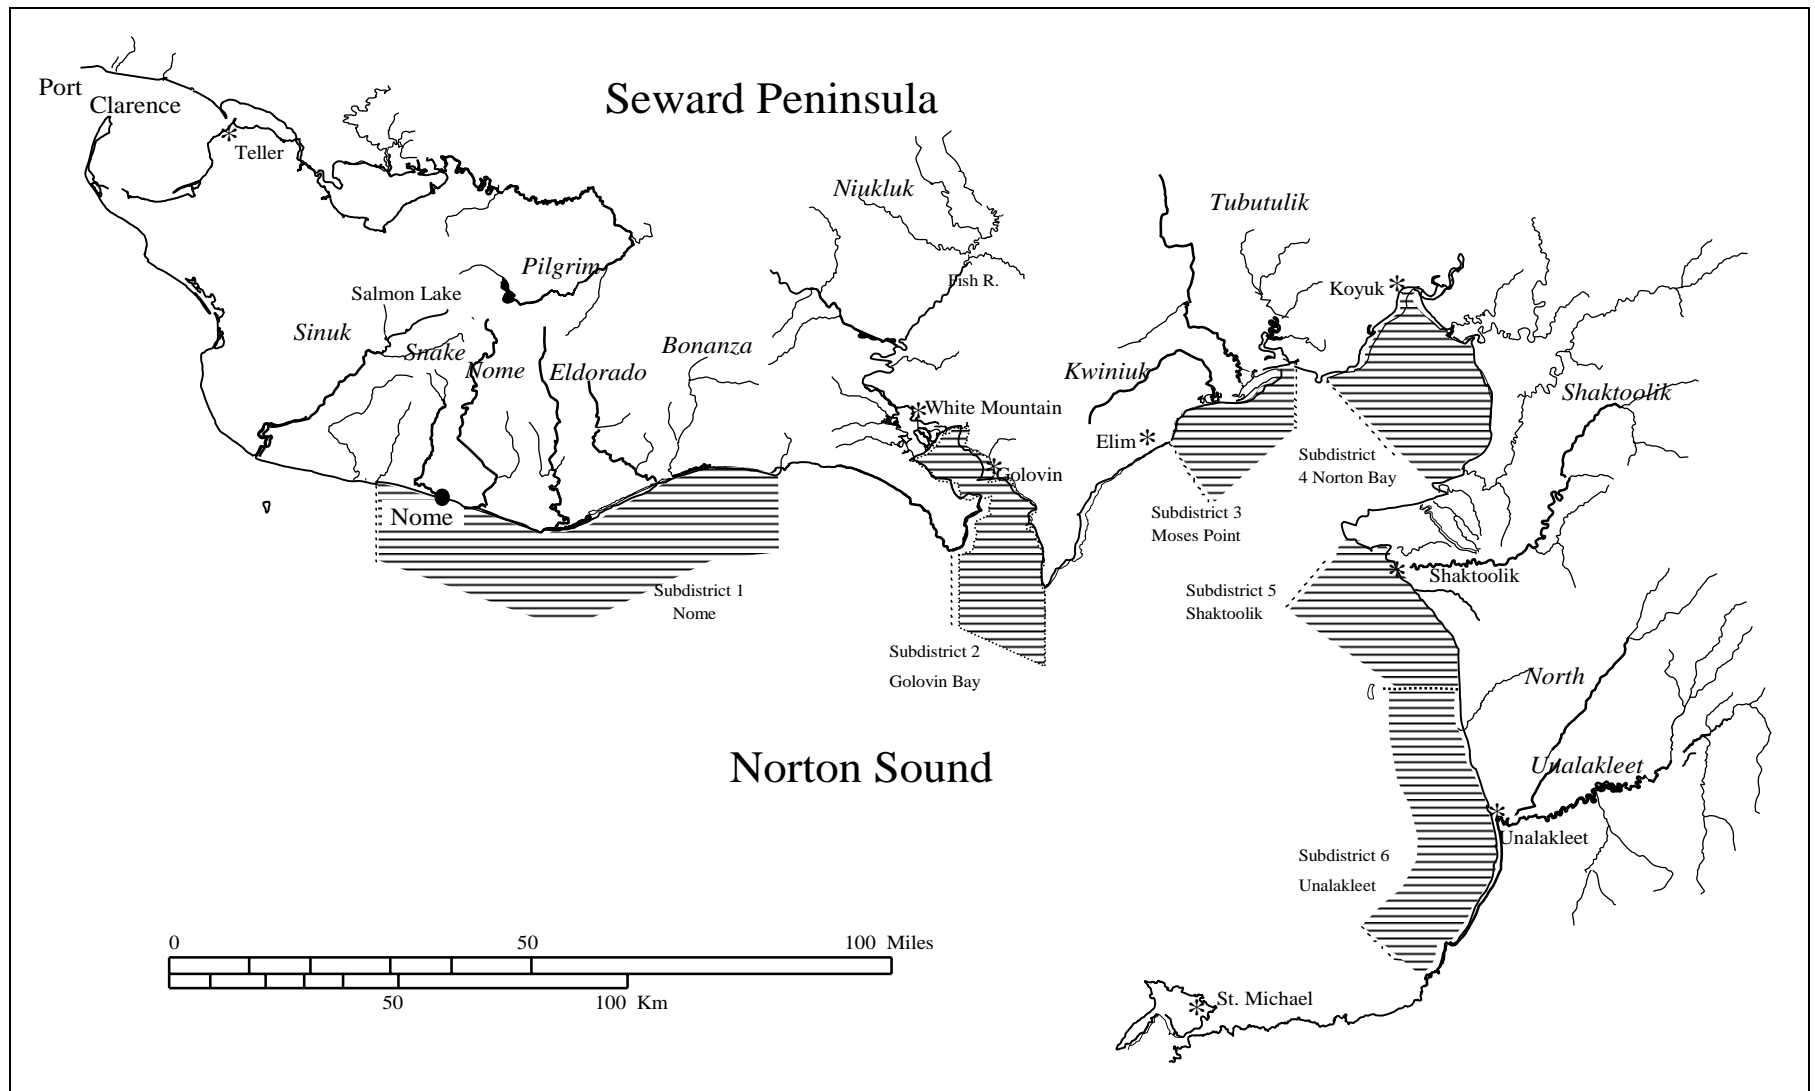 Port
Clarence
Seward Peninsula
Teller
Niukluk
Tubutulik
Pilgrim
Fish R.
Koyuk
Salmon Lake
Sinuk
Snake
Nome
Eldorado
Bonanza
Kwiniuk
Shaktoolik
White Mountain
Elim
Subdistrict
4 Norton Bay
Golovin
Nome
Subdistrict 3
Moses Point
Shaktoolik
Subdistrict 1
Nome
Subdistrict 5
Shaktoolik
Subdistrict 2
Golovin Bay
North
Norton Sound
Unalakleet
Unalakleet
Subdistrict 6
Unalakleet
0 50 100 Miles
50 100 Km
St. Michael